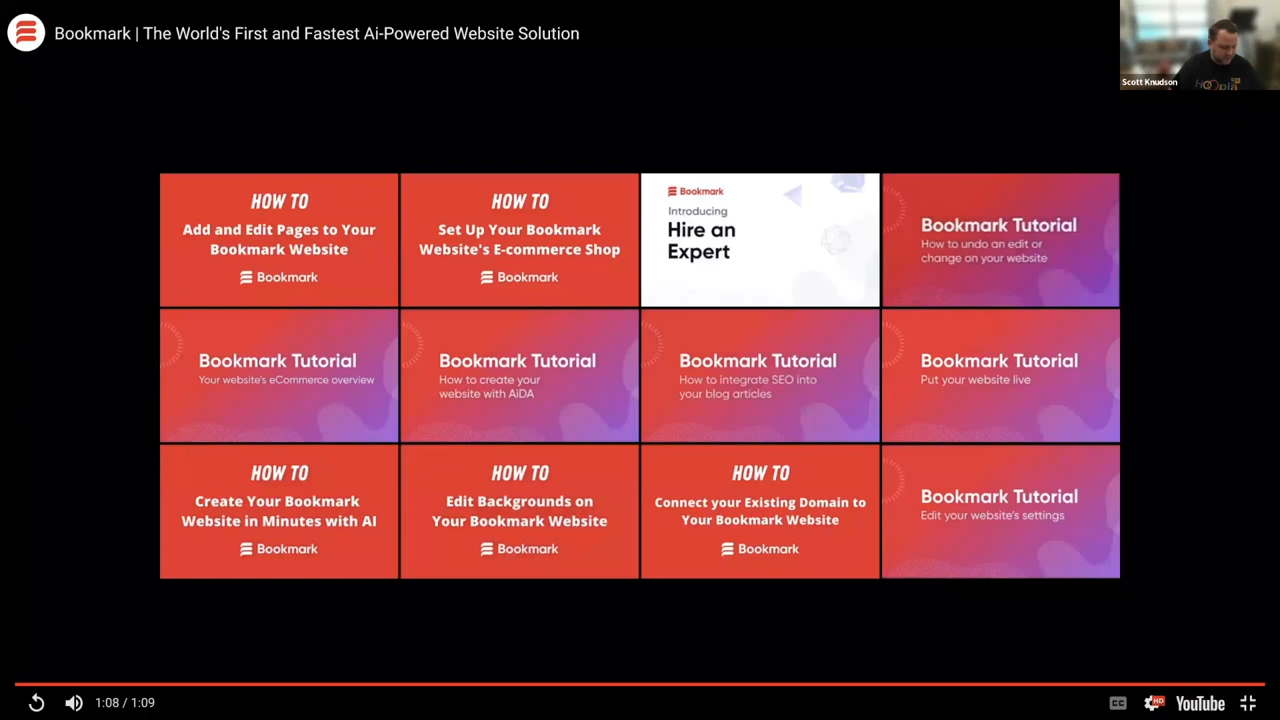 Bookmark | The World's First and Fastest Ai-Powered Website Solution
Scott Knudson
HOW TO
Add and Edit Pages to Your
Bookmark Website
Bookmark
HOW TO
Set Up Your Bookmark
Website's E-commerce Shop
Bookmark
Bookmark
Introducing
Hire an
Expert
Bookmark Tutorial
How to undo an edit or
change on your website
Bookmark Tutorial
Your website's eCommerce overview
Bookmark Tutorial
How to create your
website with AiDA
Bookmark Tutorial
How to integrate SEO into
your blog articles
Bookmark Tutorial
Put your website live
HOW TO
Create Your Bookmark
Website in Minutes with AI
Bookmark
HOW TO
Edit Backgrounds on
Your Bookmark Website
Bookmark
HOW TO
Connect your Existing Domain to
Your Bookmark Website
Bookmark
Bookmark Tutorial
Edit your website's settings
1:08 / 1:09
CC
HD
YouTube